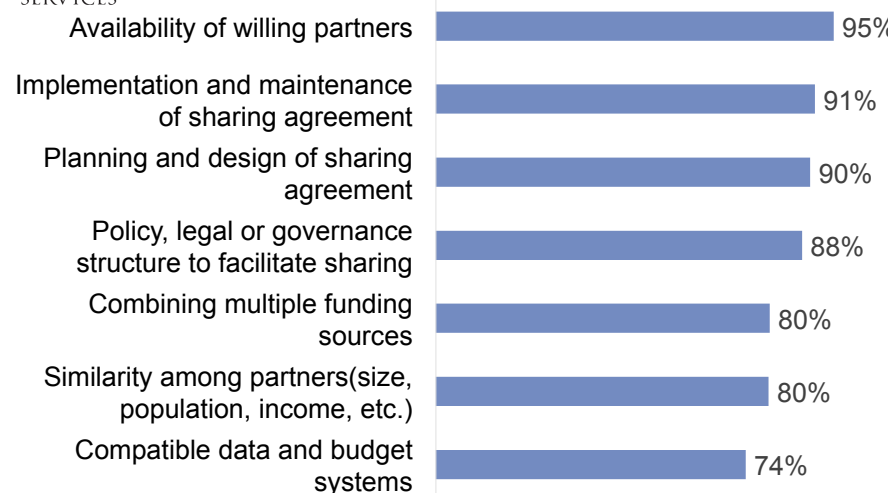 SERVICES
Availability of willing partners
95%
Implementation and maintenance
of sharing agreement
91%
Planning and design of sharing
agreement
90%
Policy, legal or governance
structure to facilitate sharing
88%
Combining multiple funding
sources
80%
Similarity among partners(size,
population, income, etc.)
80%
Compatible data and budget
systems
74%